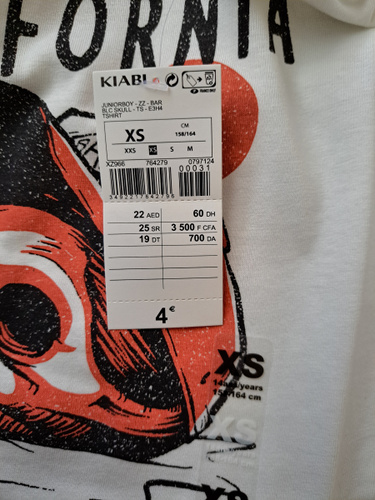 FORNIA
KIABI
JUNIORBOY - ZZ - BAR
BLC SKULL - TS - E3H4
TSHIRT
XS
CM
158/164
XXS XS S M
XZ966 764279 0797124
00031
22 AED 60 DH
25 SR 3 500 F CFA
19 DT 700 DA
4€
XS
14ans/years
158/164 cm
XS